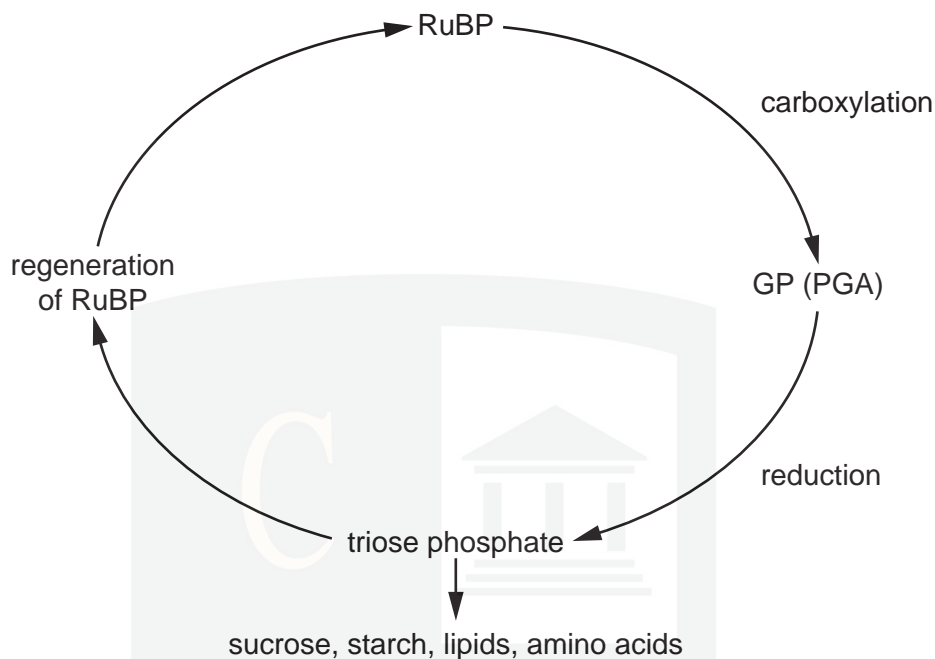 RuBP
carboxylation
regeneration
of RuBP
GP (PGA)
reduction
triose phosphate
sucrose, starch, lipids, amino acids
C